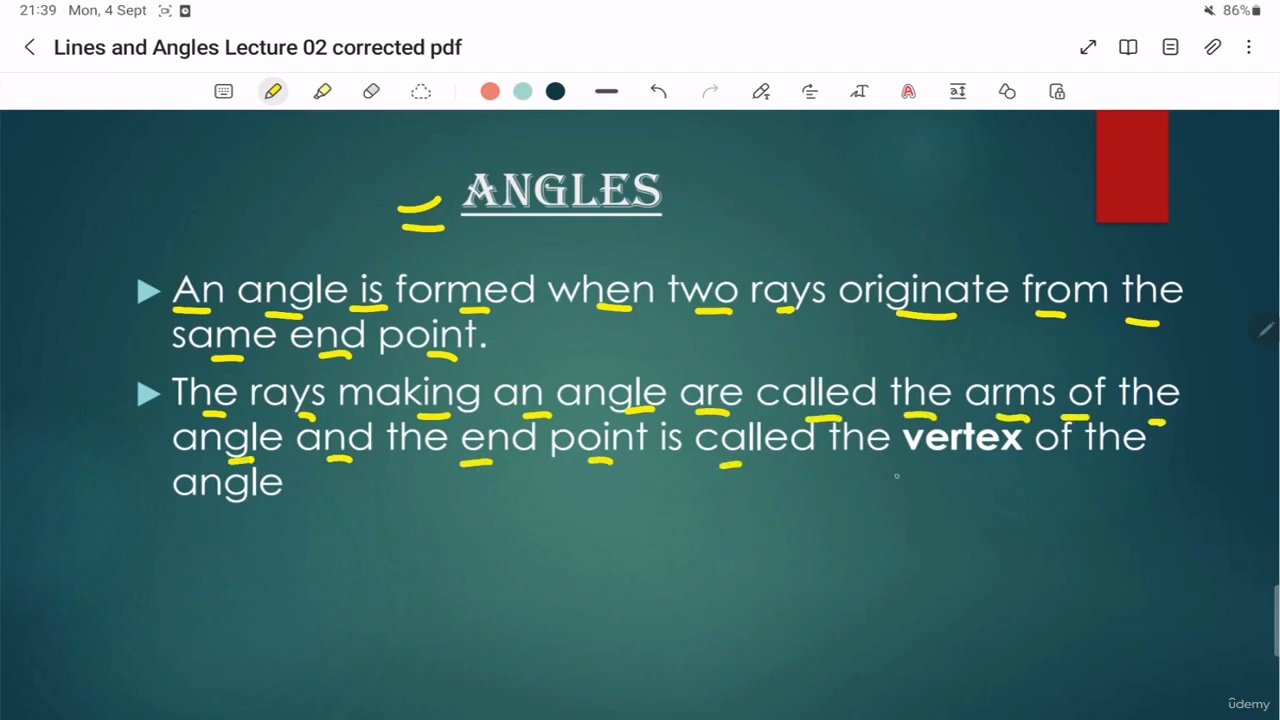 21:39 Mon, 4 Sept 86%
Lines and Angles Lecture 02 corrected pdf
ANGLES
An angle is formed when two rays originate from the
same end point.
The rays making an angle are called the arms of the
angle and the end point is called the vertex of the
angle
ûdemy